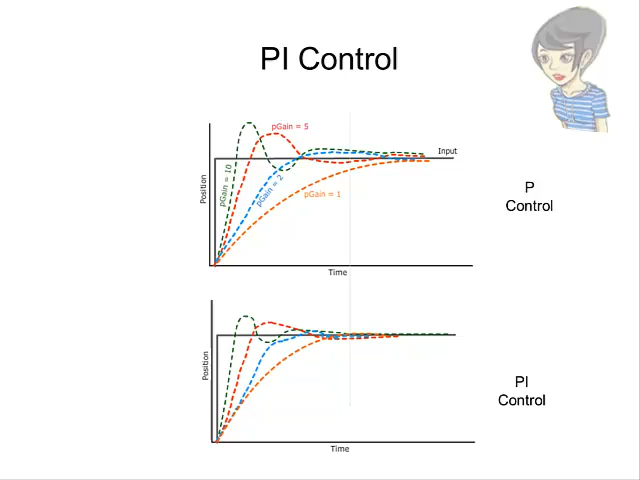 PI Control
pGain = 5
Input
pGain = 10
pGain = 2
pGain = 1
Position
Time
P
Control
Position
Time
PI
Control